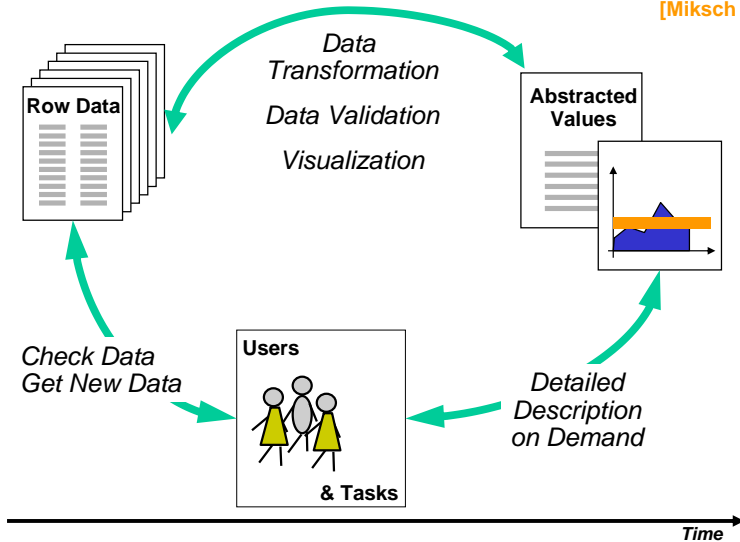 [Miksch
Data
Transformation
Data Validation
Visualization
Row Data
Abstracted
Values
Check Data
Get New Data
Users
& Tasks
Detailed
Description
on Demand
Time